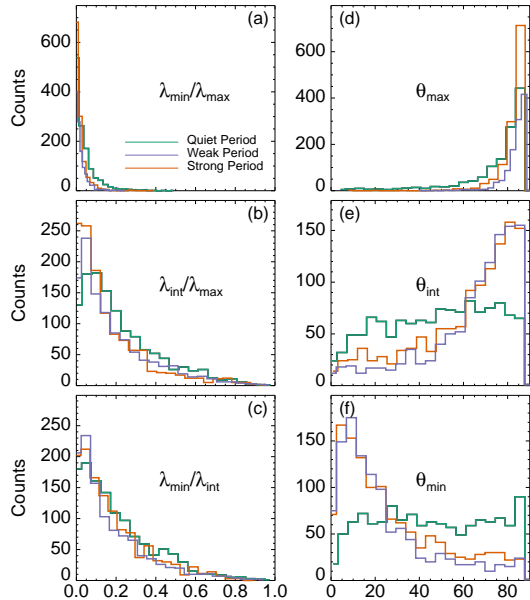 (a)
600
400
200
0
Counts
λmin/λmax
Quiet Period
Weak Period
Strong Period
(d)
600
400
200
0
θmax
(b)
250
200
150
100
50
0
Counts
λint/λmax
(e)
150
100
50
0
θint
(c)
250
200
150
100
50
0
Counts
λmin/λint
0.0 0.2 0.4 0.6 0.8 1.0
(f)
150
100
50
0
θmin
0 20 40 60 80